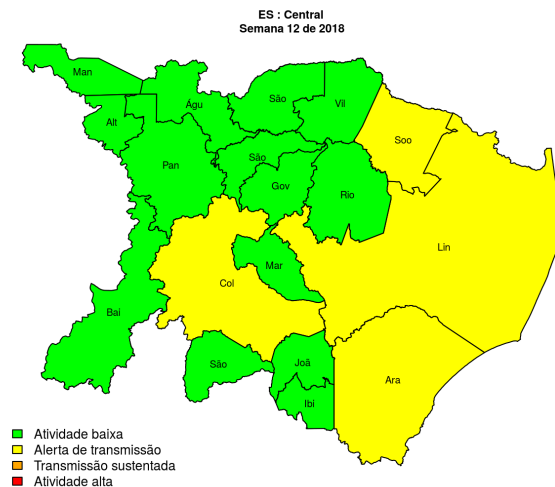 ES : Central
Semana 12 de 2018
Man
Águ
São
Vil
Alt
Soo
Pan
São
Gov
Rio
Lin
Mar
Col
Bai
São
Joã
Ara
Ibi
Atividade baixa
Alerta de transmissão
Transmissão sustentada
Atividade alta